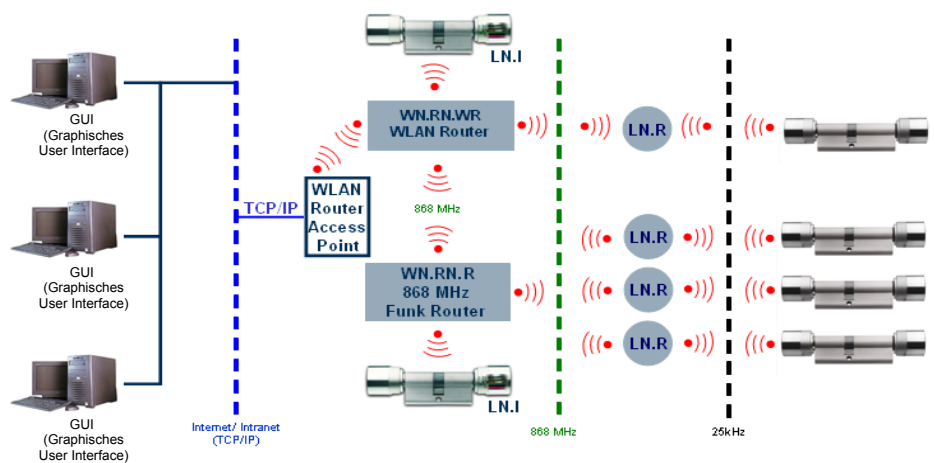 LN.I
WN.RN.WR
WLAN Router
LN.R
GUI
(Graphisches
User Interface)
WLAN
Router
Access
Point
TCP/IP
868 MHz
LN.R
GUI
(Graphisches
User Interface)
WN.RN.R
868 MHz
Funk Router
LN.R
LN.R
LN.I
GUI
(Graphisches
User Interface)
Internet/ Intranet
(TCP/IP)
868 MHz
25kHz